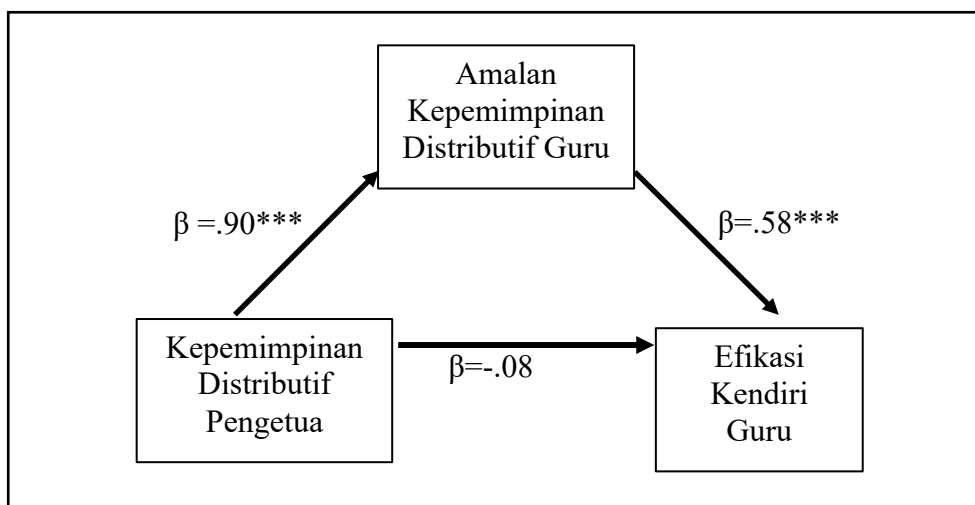 Amalan
Kepemimpinan
Distributif Guru
β =.90***
β=.58***
Kepemimpinan
Distributif
Pengetua
β=-.08
Efikasi
Kendiri
Guru